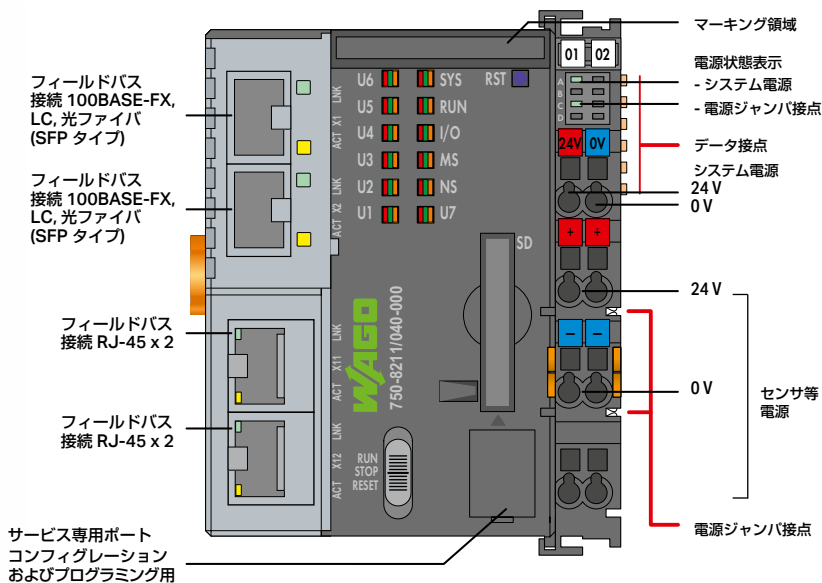 フィールドバス
接続 100BASE-FX,
LC, 光ファイバ
(SFP タイプ)
フィールドバス
接続 100BASE-FX,
LC, 光ファイバ
(SFP タイプ)
フィールドバス
接続 RJ-45 x 2
フィールドバス
接続 RJ-45 x 2
サービス専用ポート
コンフィグレーション
およびプログラミング用
LNK
ACT X1
LNK
ACT X2
LNK
X11
ACT
LNK
X12
ACT
U6 SYS RST
U5 RUN
U4 I/O
U3 MS
U2 NS
U1 U7
SD
WAGO
750-8211/040-000
RUN
STOP
RESET
01 02
A
B
C
D
24V 0V
+ +
− −
マーキング領域
電源状態表示
- システム電源
- 電源ジャンパ接点
データ接点
システム電源
24 V
0 V
24 V
0 V
センサ等
電源
電源ジャンパ接点